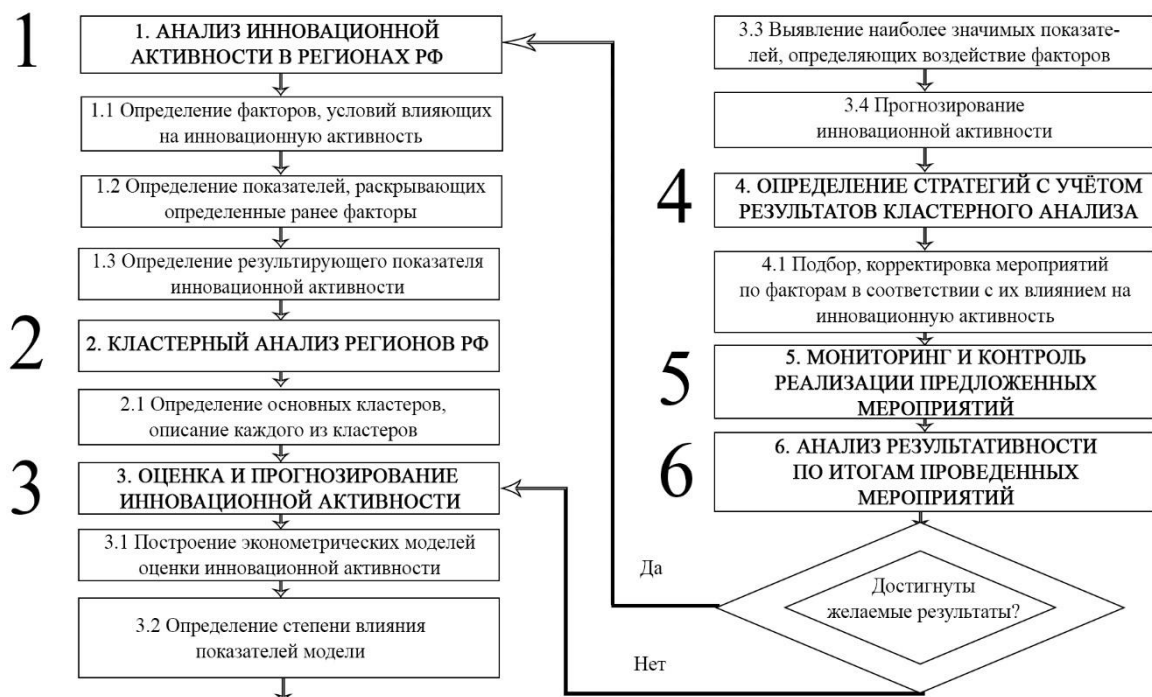 1
1. АНАЛИЗ ИННОВАЦИОННОЙ
АКТИВНОСТИ В РЕГИОНАХ РФ
1.1 Определение факторов, условий влияющих
на инновационную активность
1.2 Определение показателей, раскрывающих
определенные ранее факторы
1.3 Определение результирующего показателя
инновационной активности
2
2. КЛАСТЕРНЫЙ АНАЛИЗ РЕГИОНОВ РФ
2.1 Определение основных кластеров,
описание каждого из кластеров
3
3. ОЦЕНКА И ПРОГНОЗИРОВАНИЕ
ИННОВАЦИОННОЙ АКТИВНОСТИ
3.1 Построение эконометрических моделей
оценки инновационной активности
3.2 Определение степени влияния
показателей модели
3.3 Выявление наиболее значимых показате-
лей, определяющих воздействие факторов
3.4 Прогнозирование
инновационной активности
4
4. ОПРЕДЕЛЕНИЕ СТРАТЕГИЙ С УЧЁТОМ
РЕЗУЛЬТАТОВ КЛАСТЕРНОГО АНАЛИЗА
4.1 Подбор, корректировка мероприятий
по факторам в соответствии с их влиянием на
инновационную активность
5
5. МОНИТОРИНГ И КОНТРОЛЬ
РЕАЛИЗАЦИИ ПРЕДЛОЖЕННЫХ
МЕРОПРИЯТИЙ
6
6. АНАЛИЗ РЕЗУЛЬТАТИВНОСТИ
ПО ИТОГАМ ПРОВЕДЕННЫХ
МЕРОПРИЯТИЙ
Достигнуты
желаемые результаты?
Да
Нет